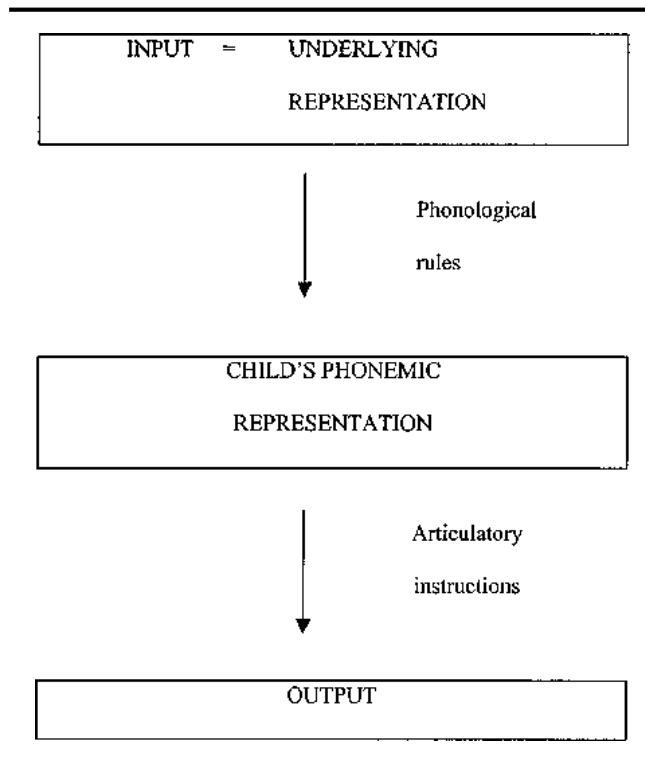 INPUT = UNDERLYING
REPRESENTATION
Phonological
rules
CHILD'S PHONEMIC
REPRESENTATION
Articulatory
instructions
OUTPUT